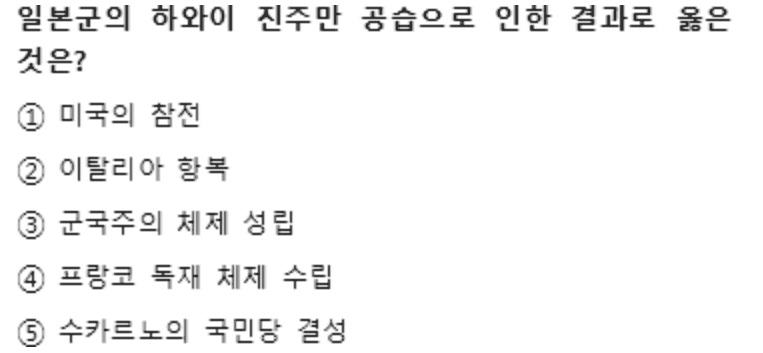 일본군의 하와이 진주만 공습으로 인한 결과로 옳은
것은?
① 미국의 참전
② 이탈리아 항복
③ 군국주의 체제 성립
④ 프랑코 독재 체제 수립
⑤ 수카르노의 국민당 결성